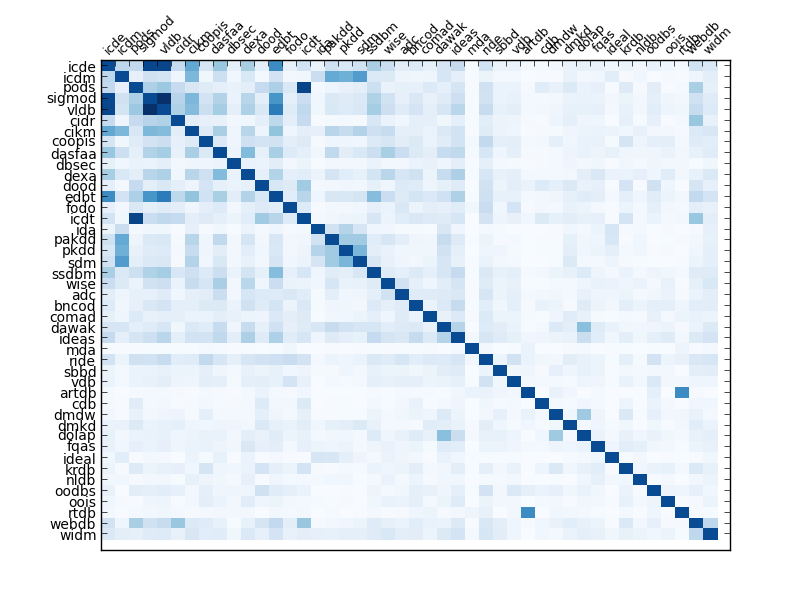 icde
icdm
pods
sigmod
vldb
cidr
cikm
coopis
dasfaa
dbsec
dexa
dood
edbt
fodo
icdt
ida
pakdd
pkdd
sdm
ssdbm
wise
adc
bncod
comad
dawak
ideas
mda
ride
sbbd
vdb
artdb
cdb
dmdw
dmkd
dolap
fqas
ideal
krdb
nldb
oodbs
oois
rtdb
webdb
widm
icde
icdm
pods
sigmod
vldb
cidr
cikm
coopis
dasfaa
dbsec
dexa
dood
edbt
fodo
icdt
ida
pakdd
pkdd
sdm
ssdbm
wise
adc
bncod
comad
dawak
ideas
mda
ride
sbbd
vdb
artdb
cdb
dmdw
dmkd
dolap
fqas
ideal
krdb
nldb
oodbs
oois
rtdb
webdb
widm